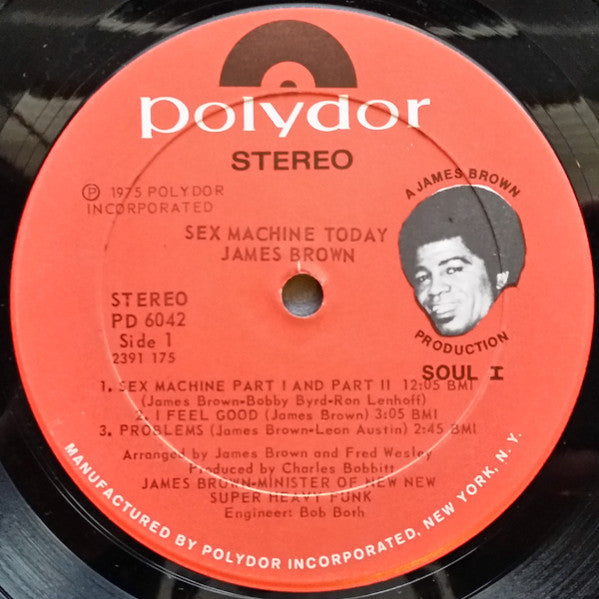 polydor
STEREO
℗ 1975 POLYDOR
INCORPORATED
A JAMES BROWN
PRODUCTION
SEX MACHINE TODAY
JAMES BROWN
STEREO
PD 6042
Side 1
2391 175
SOUL I
1. SEX MACHINE PART I AND PART II 12:05 BMI
(James Brown-Bobby Byrd-Ron Lenhoff)
2. I FEEL GOOD (James Brown) 3:05 BMI
3. PROBLEMS (James Brown-Leon Austin) 2:45 BMI
Arranged by James Brown and Fred Wesley
Produced by Charles Bobbitt
JAMES BROWN-MINISTER OF NEW NEW
SUPER HEAVY FUNK
Engineer: Bob Both
MANUFACTURED BY POLYDOR INCORPORATED, NEW YORK, N. Y.